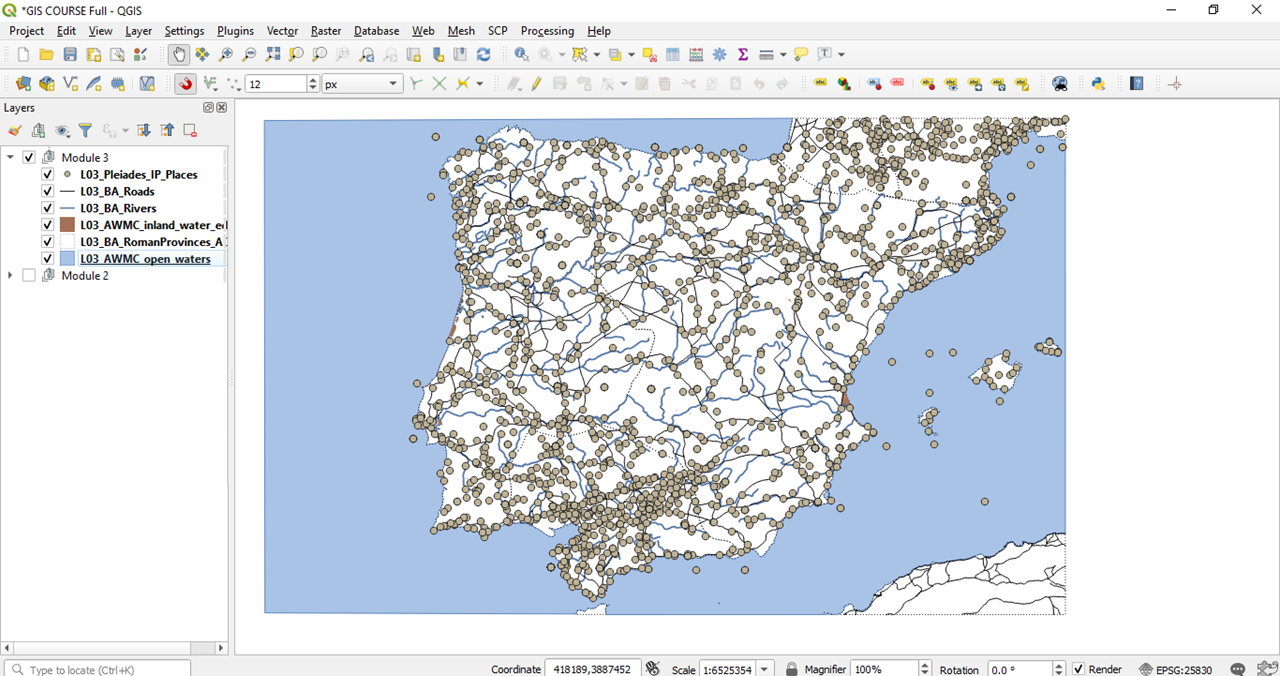 *GIS COURSE Full - QGIS
Project Edit View Layer Settings Plugins Vector Raster Database Web Mesh SCP Processing Help
12 px
Layers
Module 3
L03_Pleiades_IP_Places
L03_BA_Roads
L03_BA_Rivers
L03_AWMC_inland_water_ed
L03_BA_RomanProvinces_A
L03_AWMC_open_waters
Module 2
Type to locate (Ctrl+K) Coordinate 418189,3887452 Scale 1:6525354 Magnifier 100% Rotation 0.0 ° Render EPSG:25830